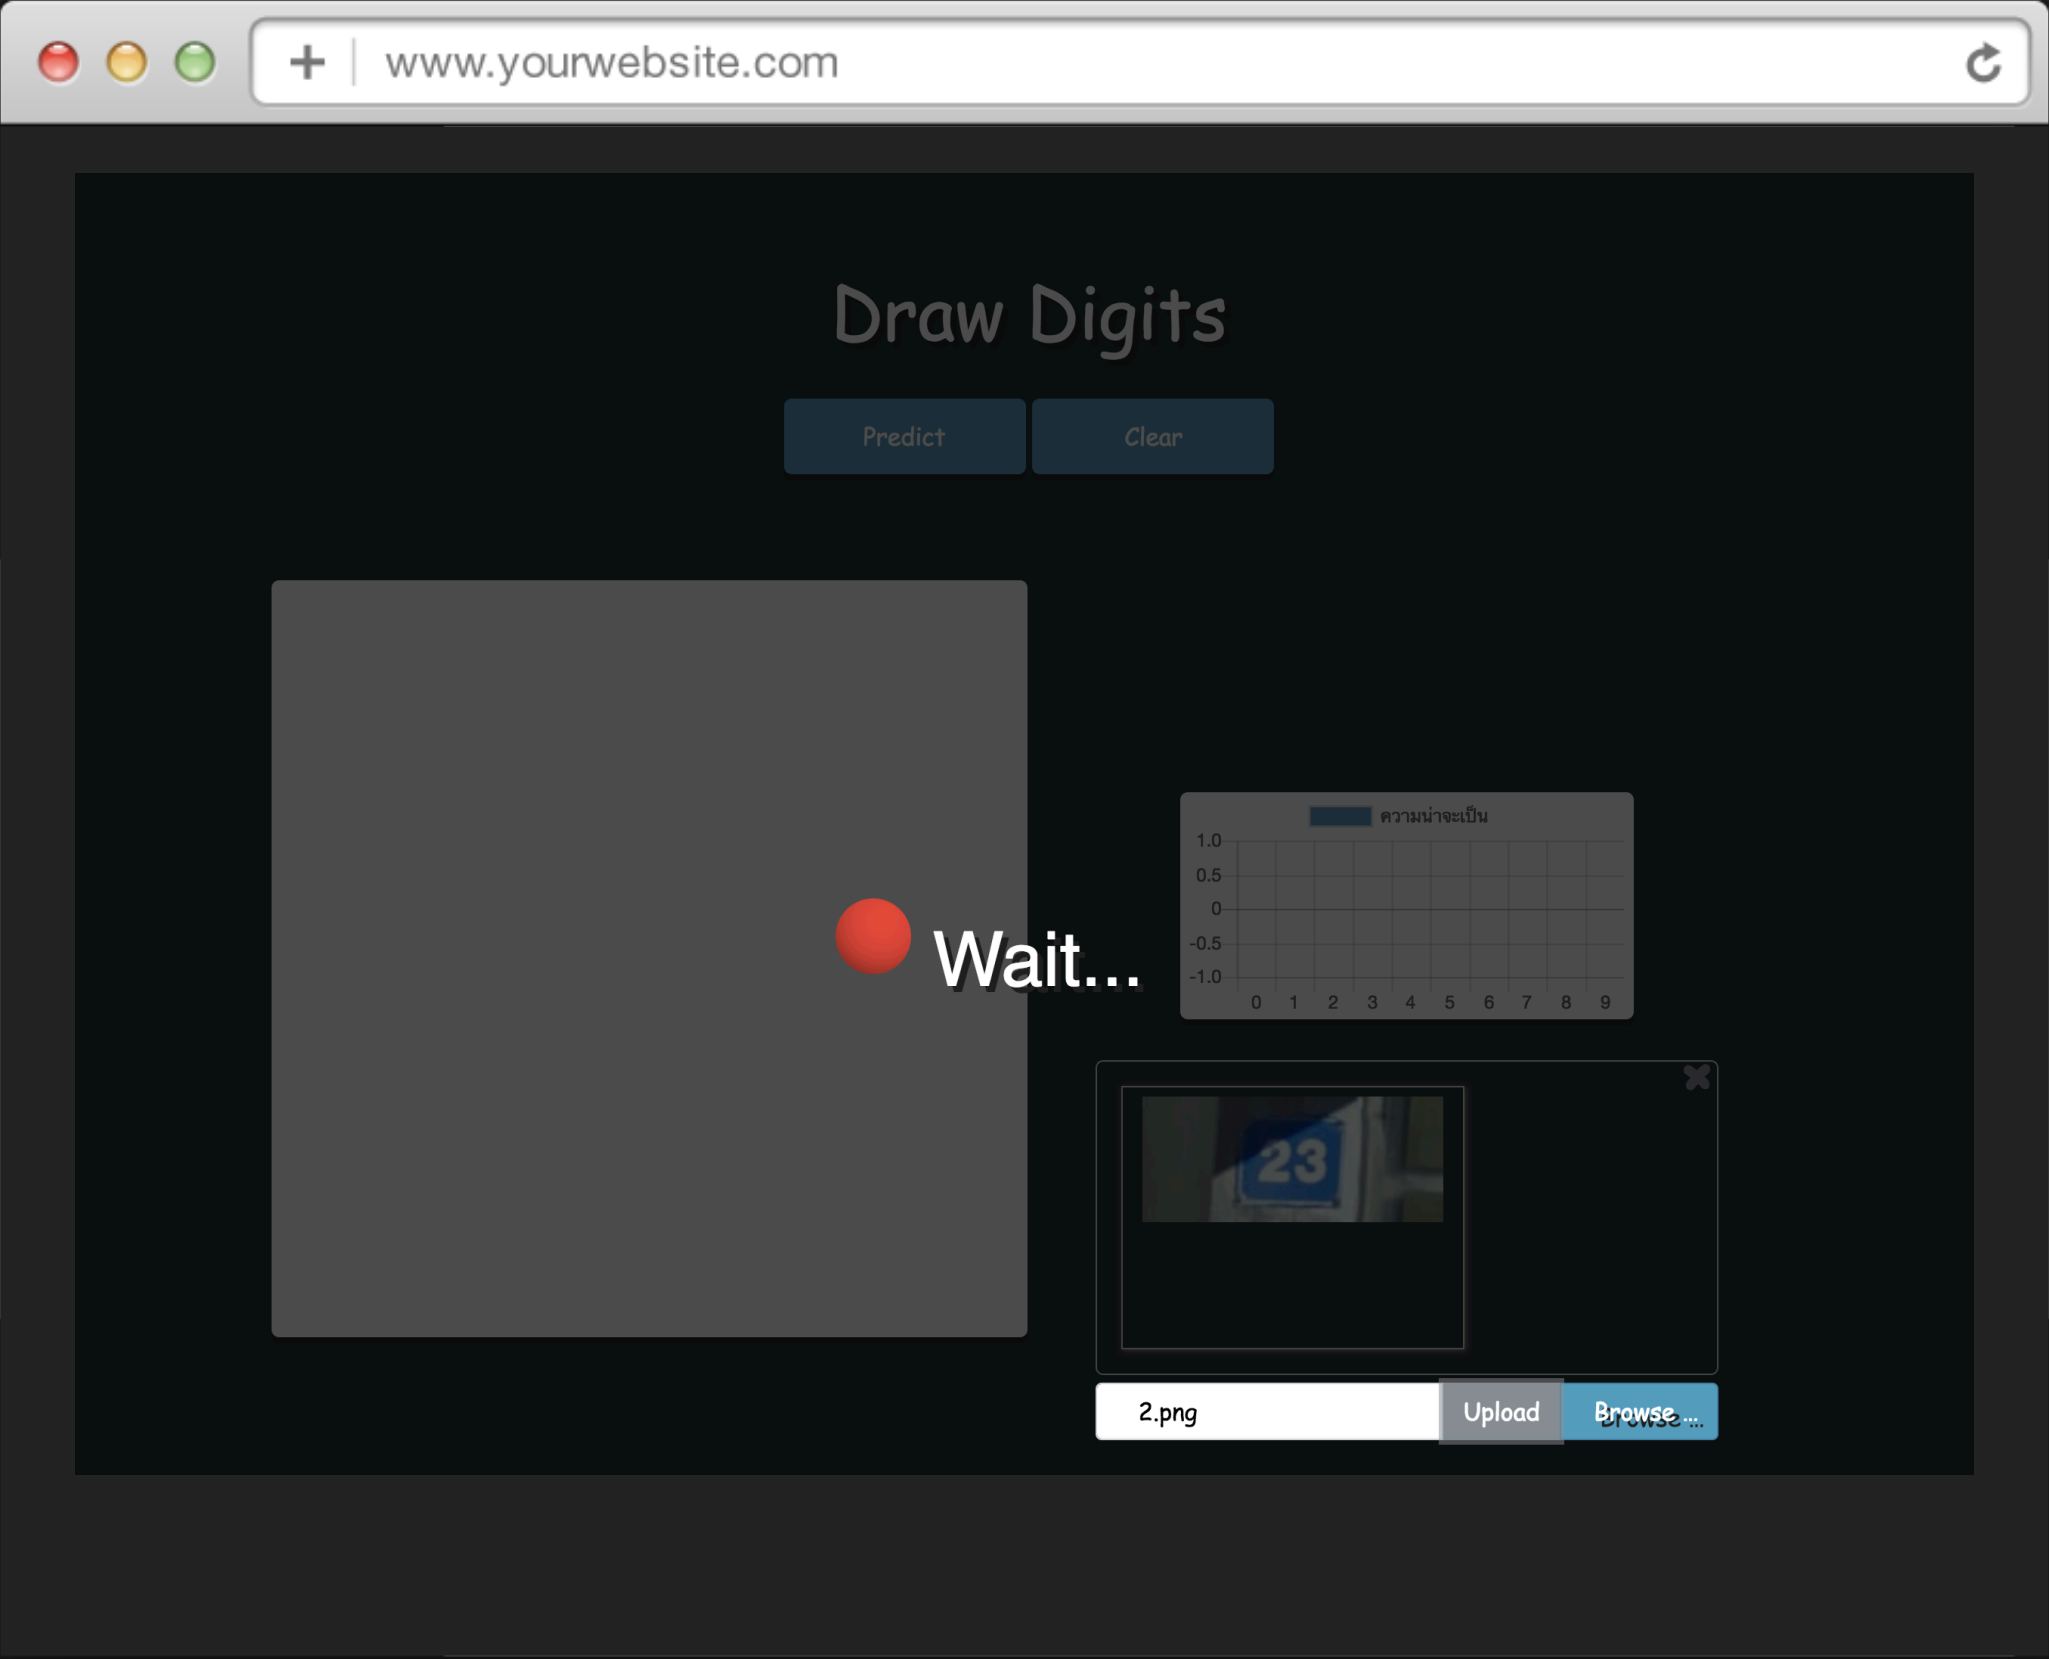 www.yourwebsite.com
Draw Digits
Predict Clear
ความน่าจะเป็น
1.0
0.5
0
-0.5
-1.0
0 1 2 3 4 5 6 7 8 9
Wait...
23
2.png Upload Browse ...